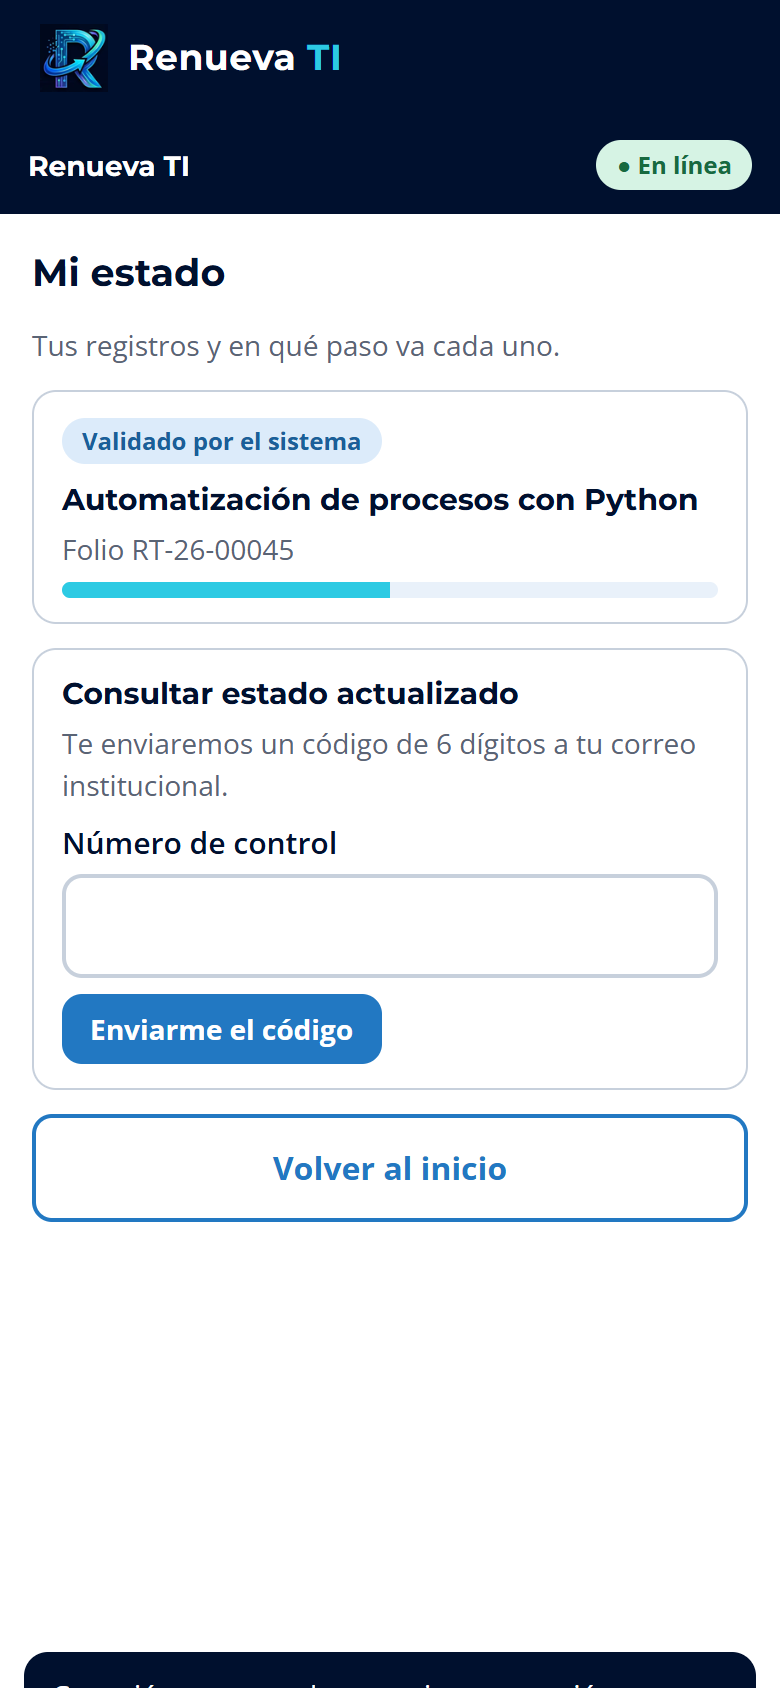 Renueva TI
Renueva TI
● En línea
Mi estado
Tus registros y en qué paso va cada uno.
Validado por el sistema
Automatización de procesos con Python
Folio RT-26-00045
Consultar estado actualizado
Te enviaremos un código de 6 dígitos a tu correo
institucional.
Número de control
Enviarme el código
Volver al inicio